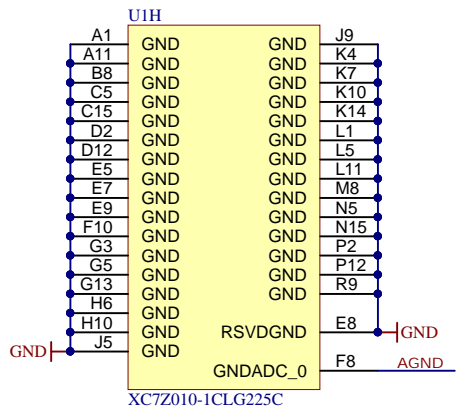 U1H
A1 GND GND J9
A11 GND GND K4
B8 GND GND K7
C5 GND GND K10
C15 GND GND K14
D2 GND GND L1
D12 GND GND L5
E5 GND GND L11
E7 GND GND M8
E9 GND GND N5
F10 GND GND N15
G3 GND GND P2
G5 GND GND P12
G13 GND GND R9
H6 GND
H10 GND RSVDGND E8 GND
GND J5 GND
GNDADC_0 F8 AGND
XC7Z010-1CLG225C